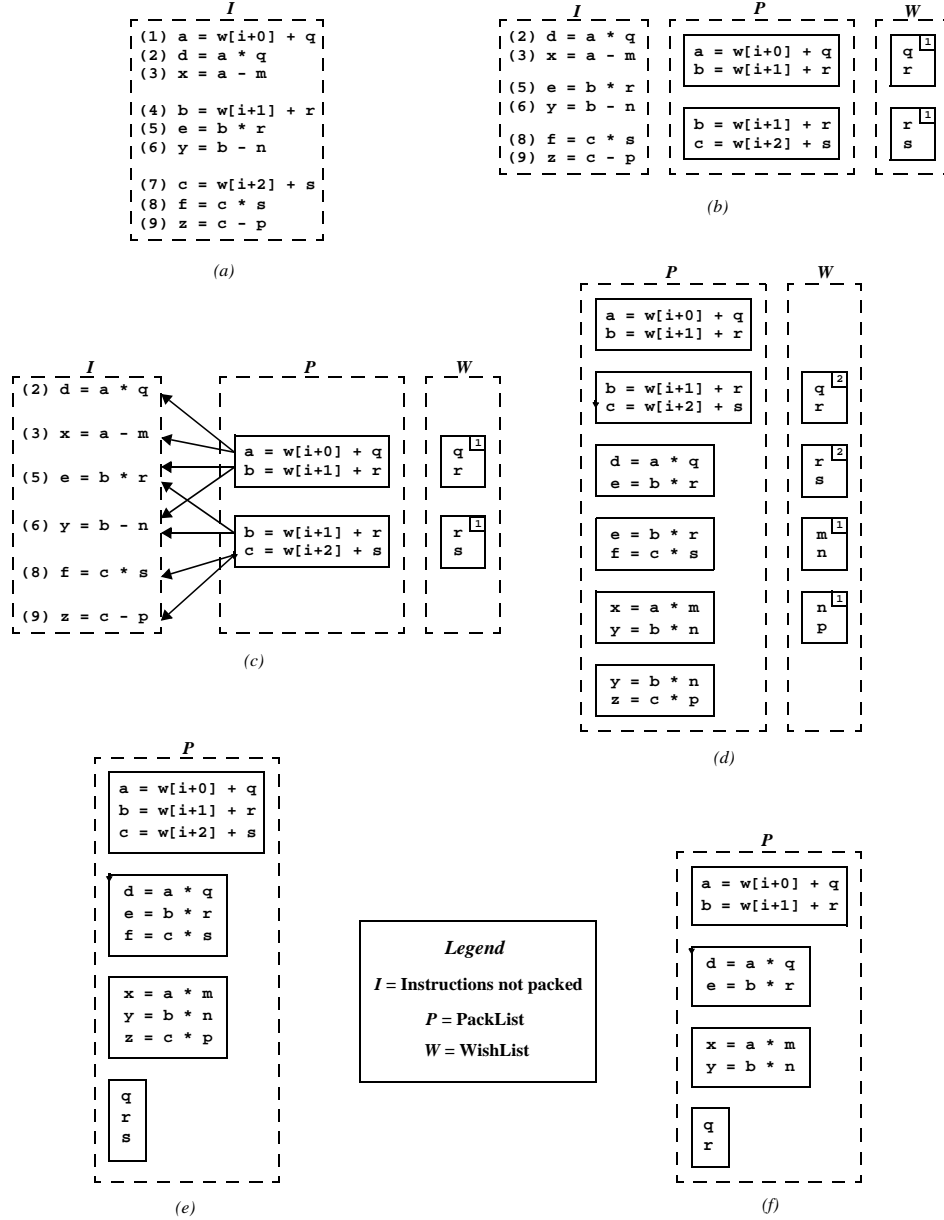 I
(1) a = w[i+0] + q
(2) d = a * q
(3) x = a - m
(4) b = w[i+1] + r
(5) e = b * r
(6) y = b - n
(7) c = w[i+2] + s
(8) f = c * s
(9) z = c - p
(a)
I
(2) d = a * q
(3) x = a - m
(5) e = b * r
(6) y = b - n
(8) f = c * s
(9) z = c - p
P
a = w[i+0] + q
b = w[i+1] + r
b = w[i+1] + r
c = w[i+2] + s
W
1
q
r
1
r
s
(b)
I
(2) d = a * q
(3) x = a - m
(5) e = b * r
(6) y = b - n
(8) f = c * s
(9) z = c - p
P
a = w[i+0] + q
b = w[i+1] + r
b = w[i+1] + r
c = w[i+2] + s
W
1
q
r
1
r
s
(c)
P
a = w[i+0] + q
b = w[i+1] + r
b = w[i+1] + r
c = w[i+2] + s
d = a * q
e = b * r
e = b * r
f = c * s
x = a * m
y = b * n
y = b * n
z = c * p
W
2
q
r
2
r
s
1
m
n
1
n
p
(d)
P
a = w[i+0] + q
b = w[i+1] + r
c = w[i+2] + s
d = a * q
e = b * r
f = c * s
x = a * m
y = b * n
z = c * p
q
r
s
(e)
Legend
I = Instructions not packed
P = PackList
W = WishList
P
a = w[i+0] + q
b = w[i+1] + r
d = a * q
e = b * r
x = a * m
y = b * n
q
r
(f)